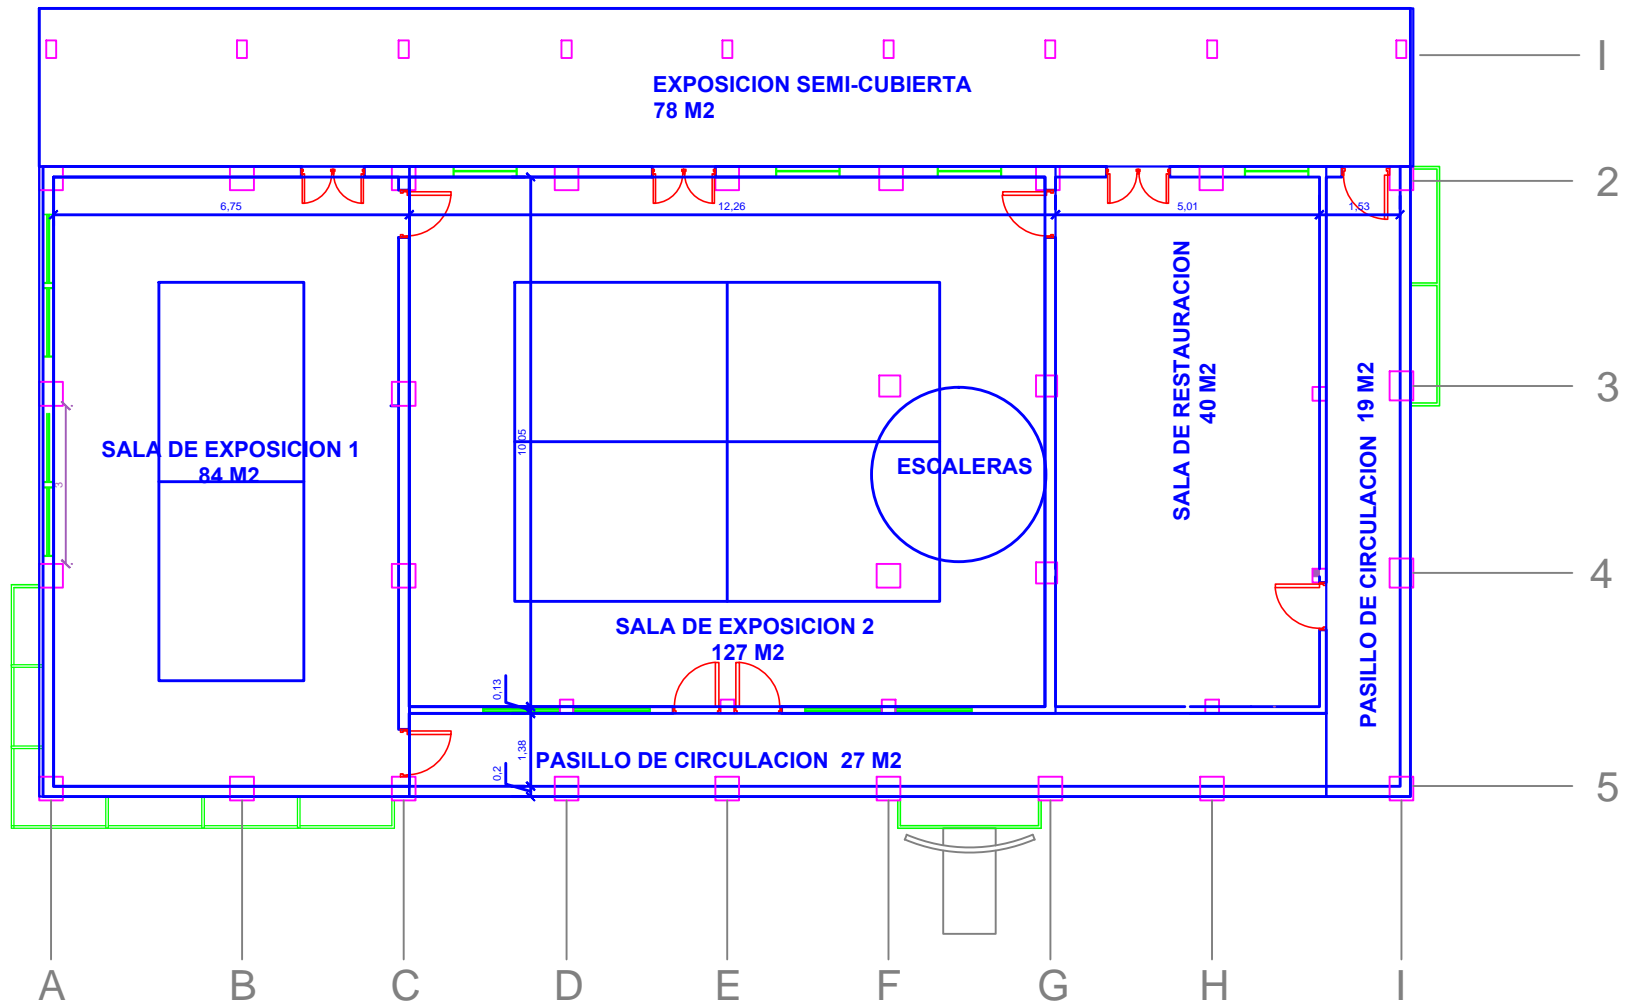 I
EXPOSICION SEMI-CUBIERTA
78 M2
2
6,75
12,26
5,01
1,53
3
SALA DE EXPOSICION 1
84 M2
3
10,05
ESCALERAS
SALA DE RESTAURACION
40 M2
PASILLO DE CIRCULACION 19 M2
4
SALA DE EXPOSICION 2
127 M2
0,13
1,38
0,2
PASILLO DE CIRCULACION 27 M2
5
A
B
C
D
E
F
G
H
I